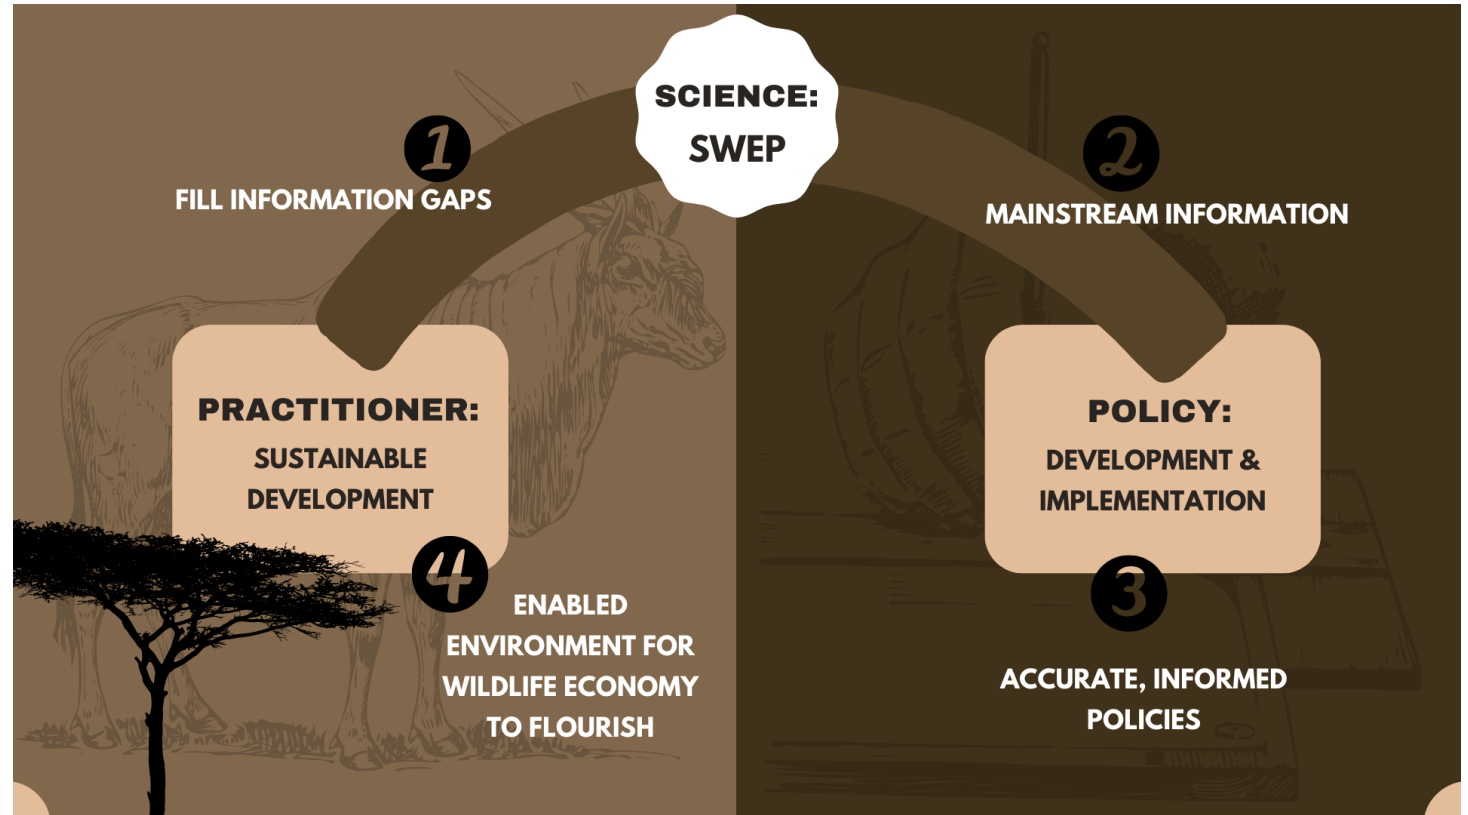 SCIENCE:
SWEP
1
FILL INFORMATION GAPS
2
MAINSTREAM INFORMATION
PRACTITIONER:
SUSTAINABLE
DEVELOPMENT
POLICY:
DEVELOPMENT &
IMPLEMENTATION
3
ACCURATE, INFORMED
POLICIES
4
ENABLED
ENVIRONMENT FOR
WILDLIFE ECONOMY
TO FLOURISH